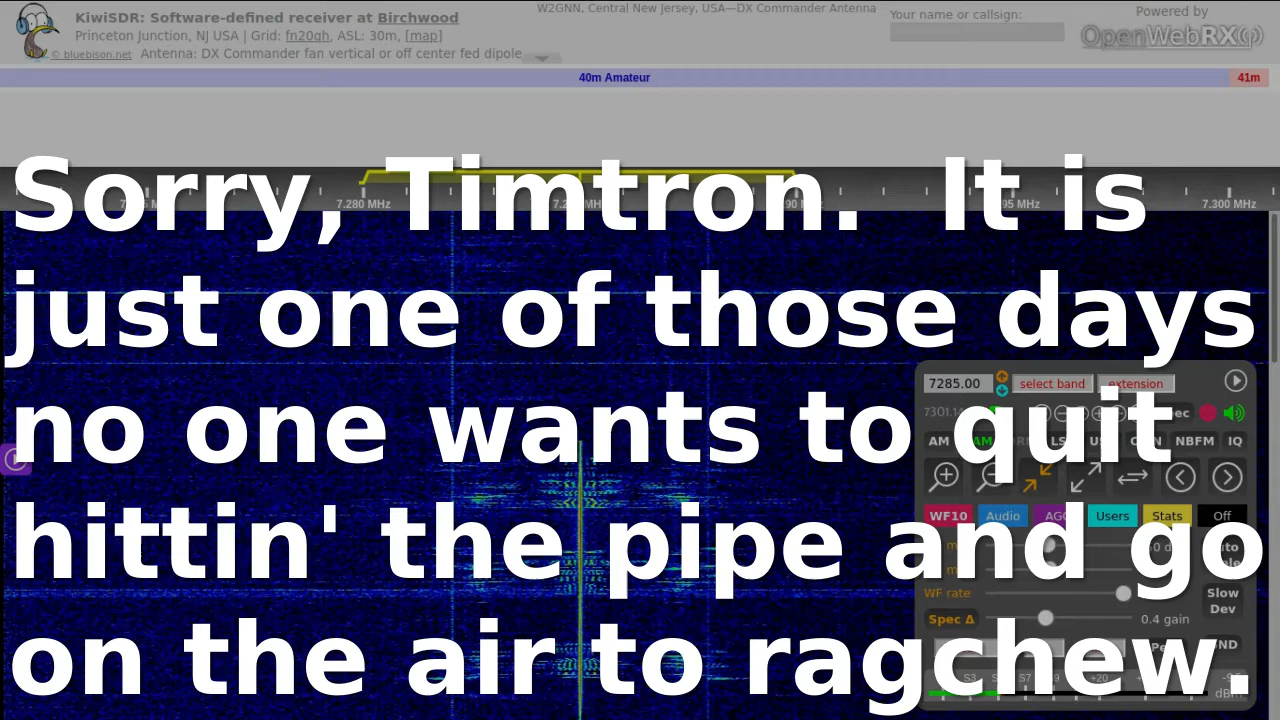 KiwiSDR: Software-defined receiver at Birchwood
W2GNN, Central New Jersey, USA—DX Commander Antenna
Your name or callsign:
Powered by
Princeton Junction, NJ USA | Grid: fn20qh, ASL: 30m, [map]
OpenWebRX
© bluebison.net Antenna: DX Commander fan vertical or off center fed dipole
40m Amateur
41m
7.280 MHz
7.300 MHz
Sorry, Timtron. It is
just one of those days
no one wants to quit
hittin' the pipe and go
on the air to ragchew.
7285.00
select band
extension
AM
NBFM
IQ
WF10
Audio
Users
Stats
Off
WF rate
Slow
Dev
Spec Δ
0.4 gain